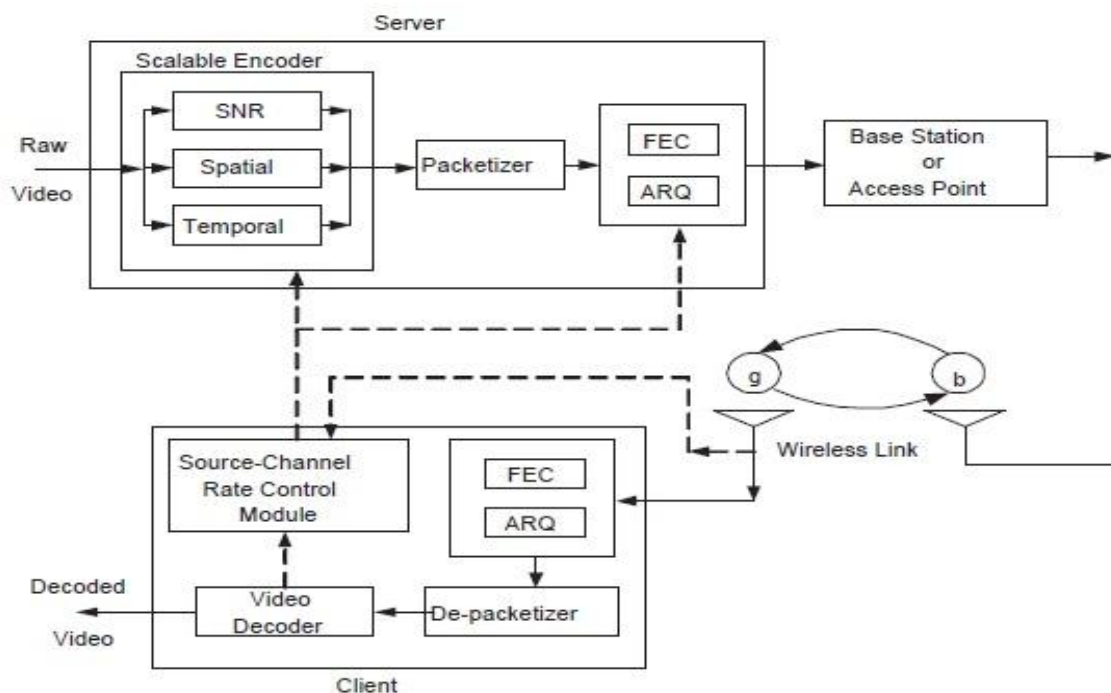 Server
Scalable Encoder
SNR
Spatial
Temporal
Raw
Video
Packetizer
FEC
ARQ
Base Station
or
Access Point
g
b
Wireless Link
Source-Channel
Rate Control
Module
FEC
ARQ
Decoded
Video
Video
Decoder
De-packetizer
Client